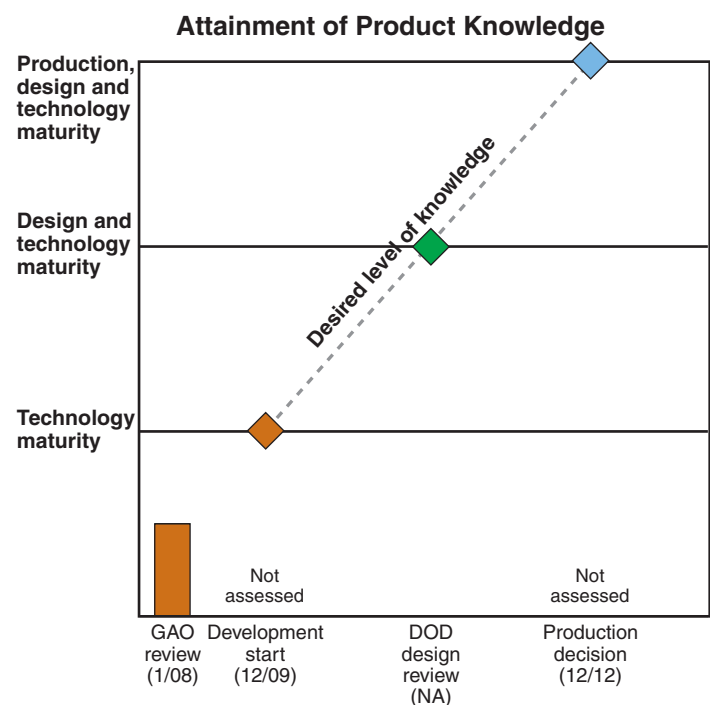 Attainment of Product Knowledge
Production,
design and
technology
maturity
Design and
technology
maturity
Technology
maturity
Desired level of knowledge
Not
assessed
Not
assessed
GAO
review
(1/08)
Development
start
(12/09)
DOD
design
review
(NA)
Production
decision
(12/12)